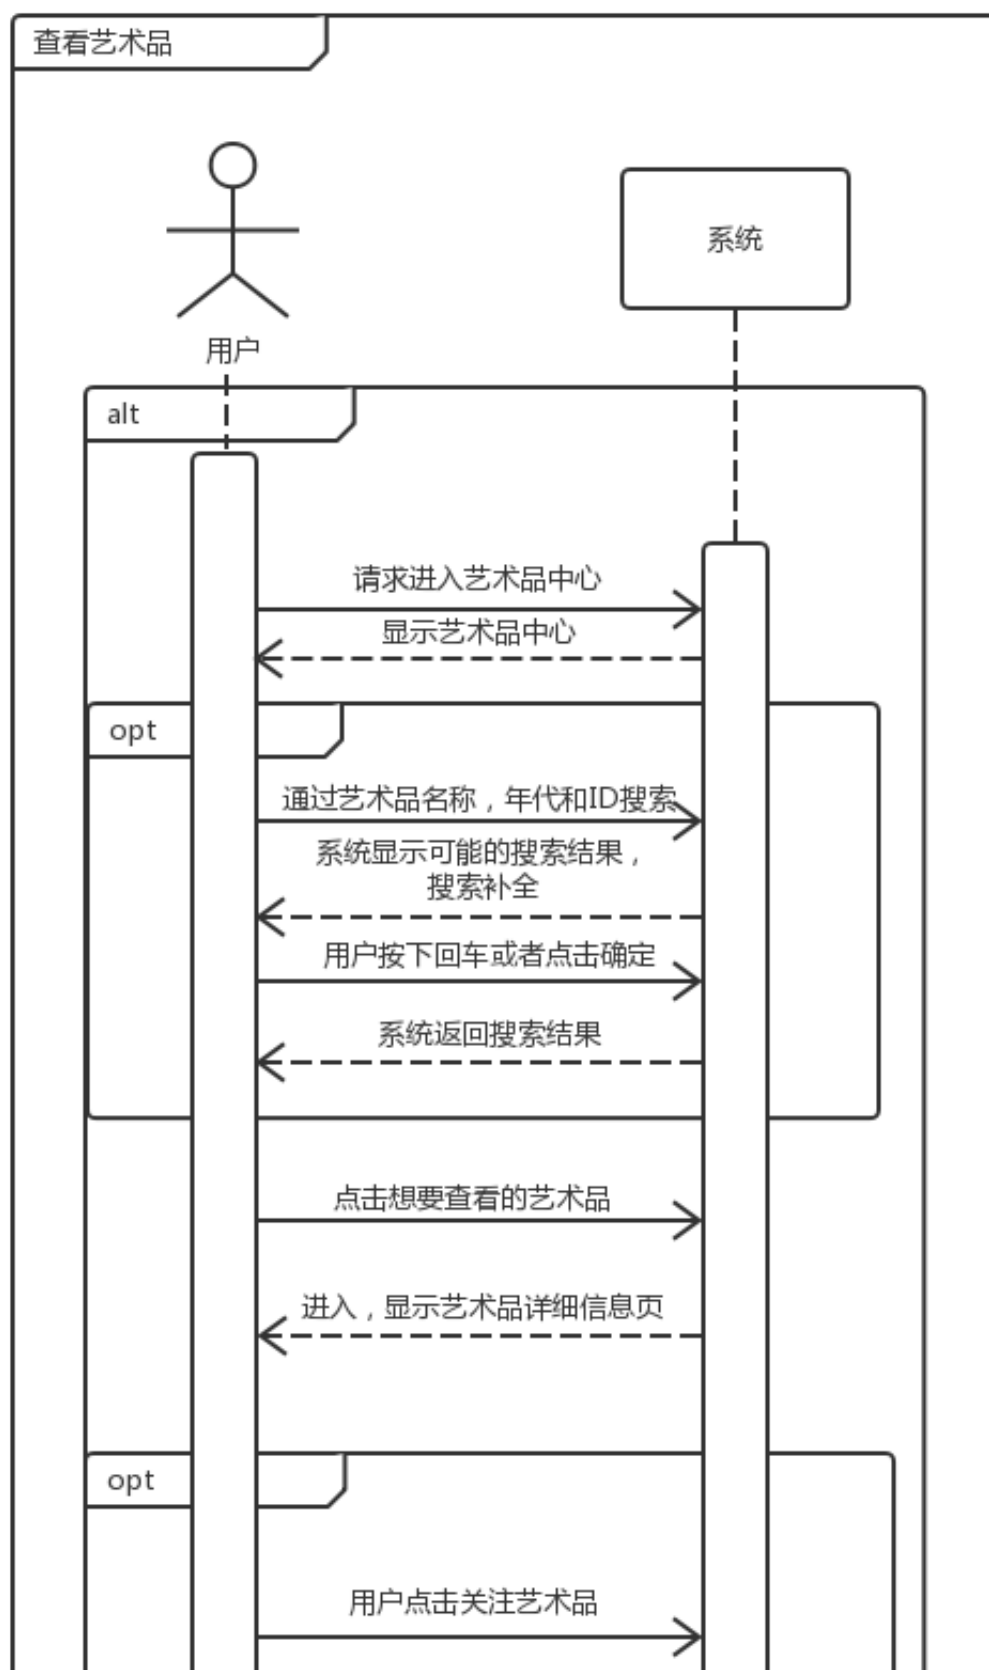 查看艺术品
系统
用户
alt
请求进入艺术品中心
显示艺术品中心
opt
通过艺术品名称，年代和ID搜索
系统显示可能的搜索结果，
搜索补全
用户按下回车或者点击确定
系统返回搜索结果
点击想要查看的艺术品
进入，显示艺术品详细信息页
opt
用户点击关注艺术品